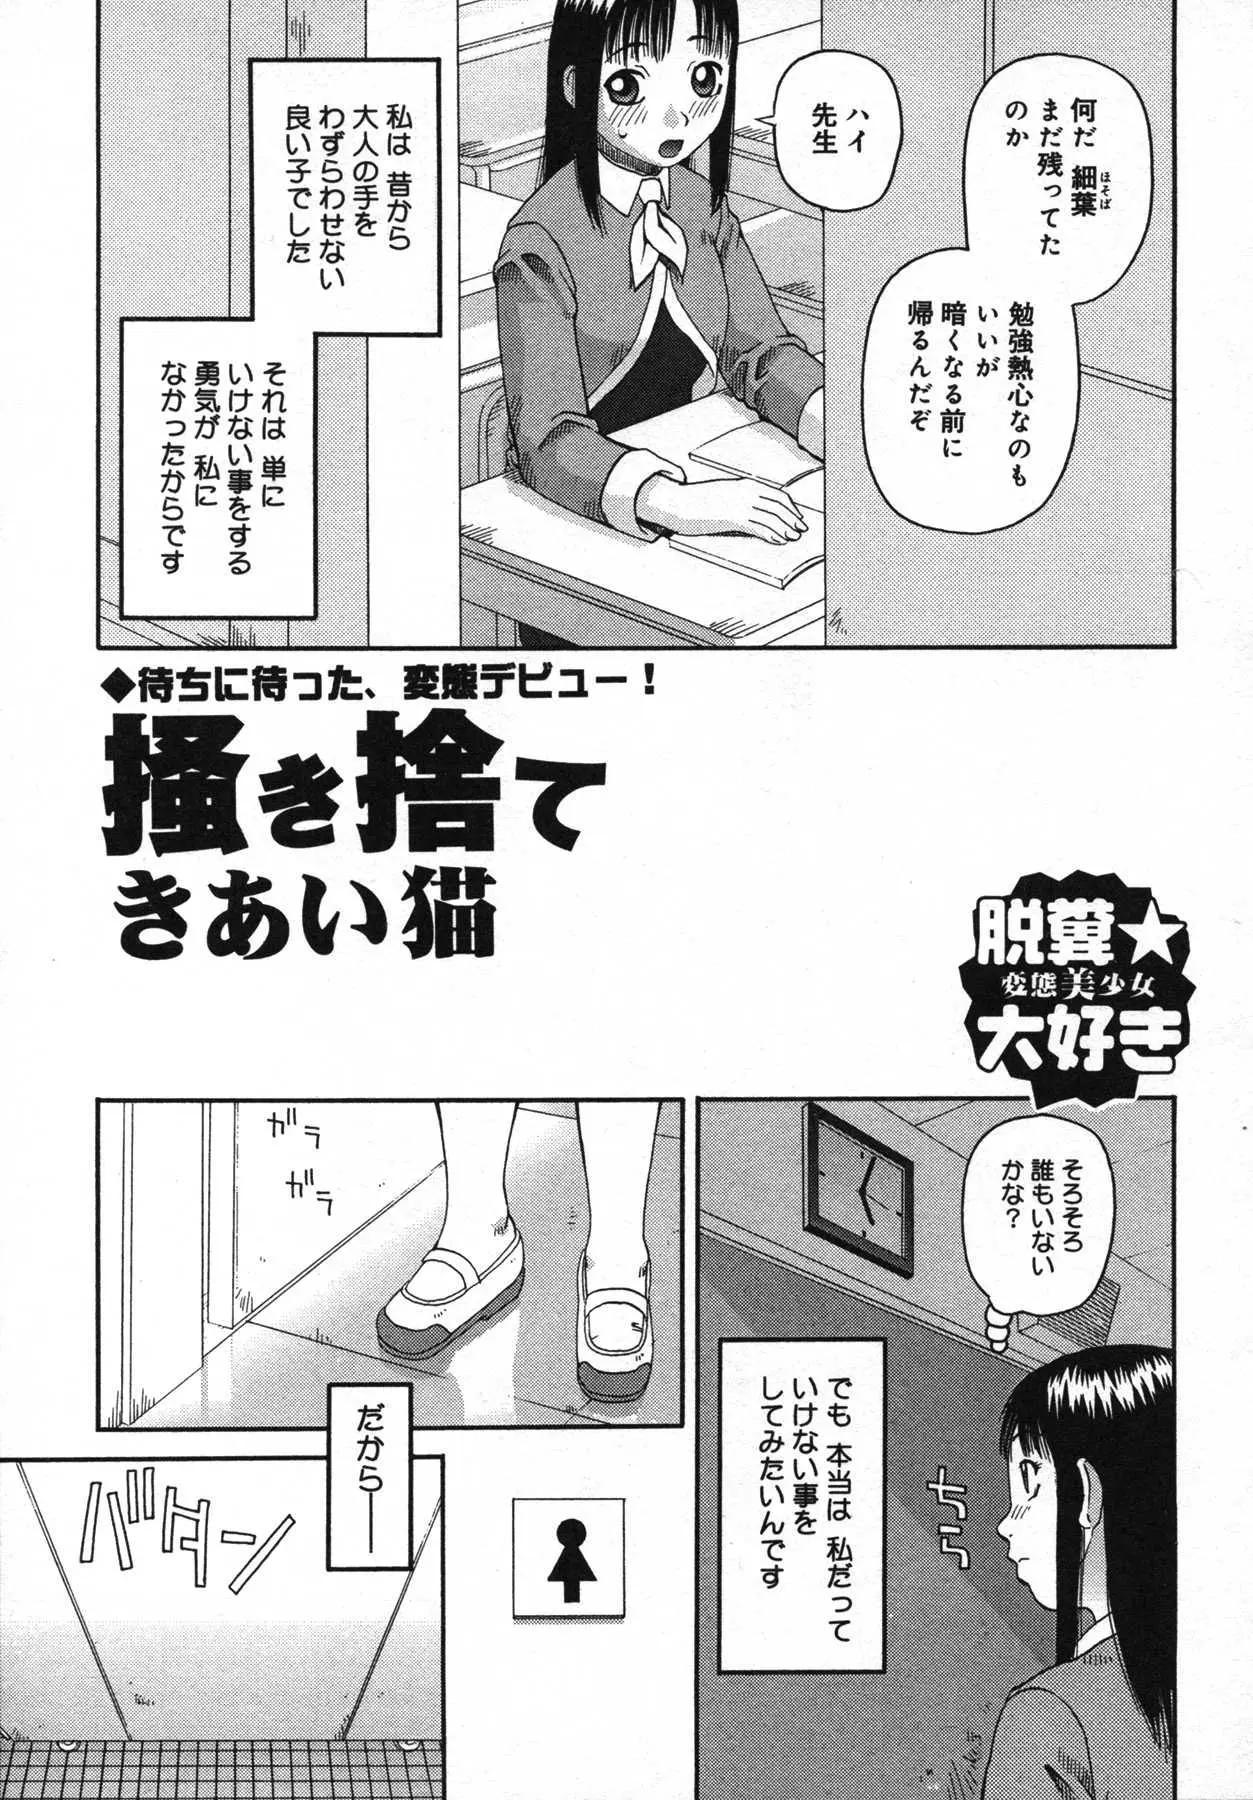 何だ 細葉
ほそば
まだ残ってた
のか
勉強熱心なのも
いいが
暗くなる前に
帰るんだぞ
ハイ
先生
私は 昔から
大人の手を
わずらわせない
良い子でした
それは 単に
いけない事をする
勇気が 私に
なかったからです
◆待ちに待った、変態デビュー!
掻き捨て
きあい猫
脱糞★
変態美少女
大好き
そろそろ
誰もいない
かな?
ちら
でも 本当は 私だって
いけない事を
してみたいんです
ガラ
ガラ
だから―
バタン